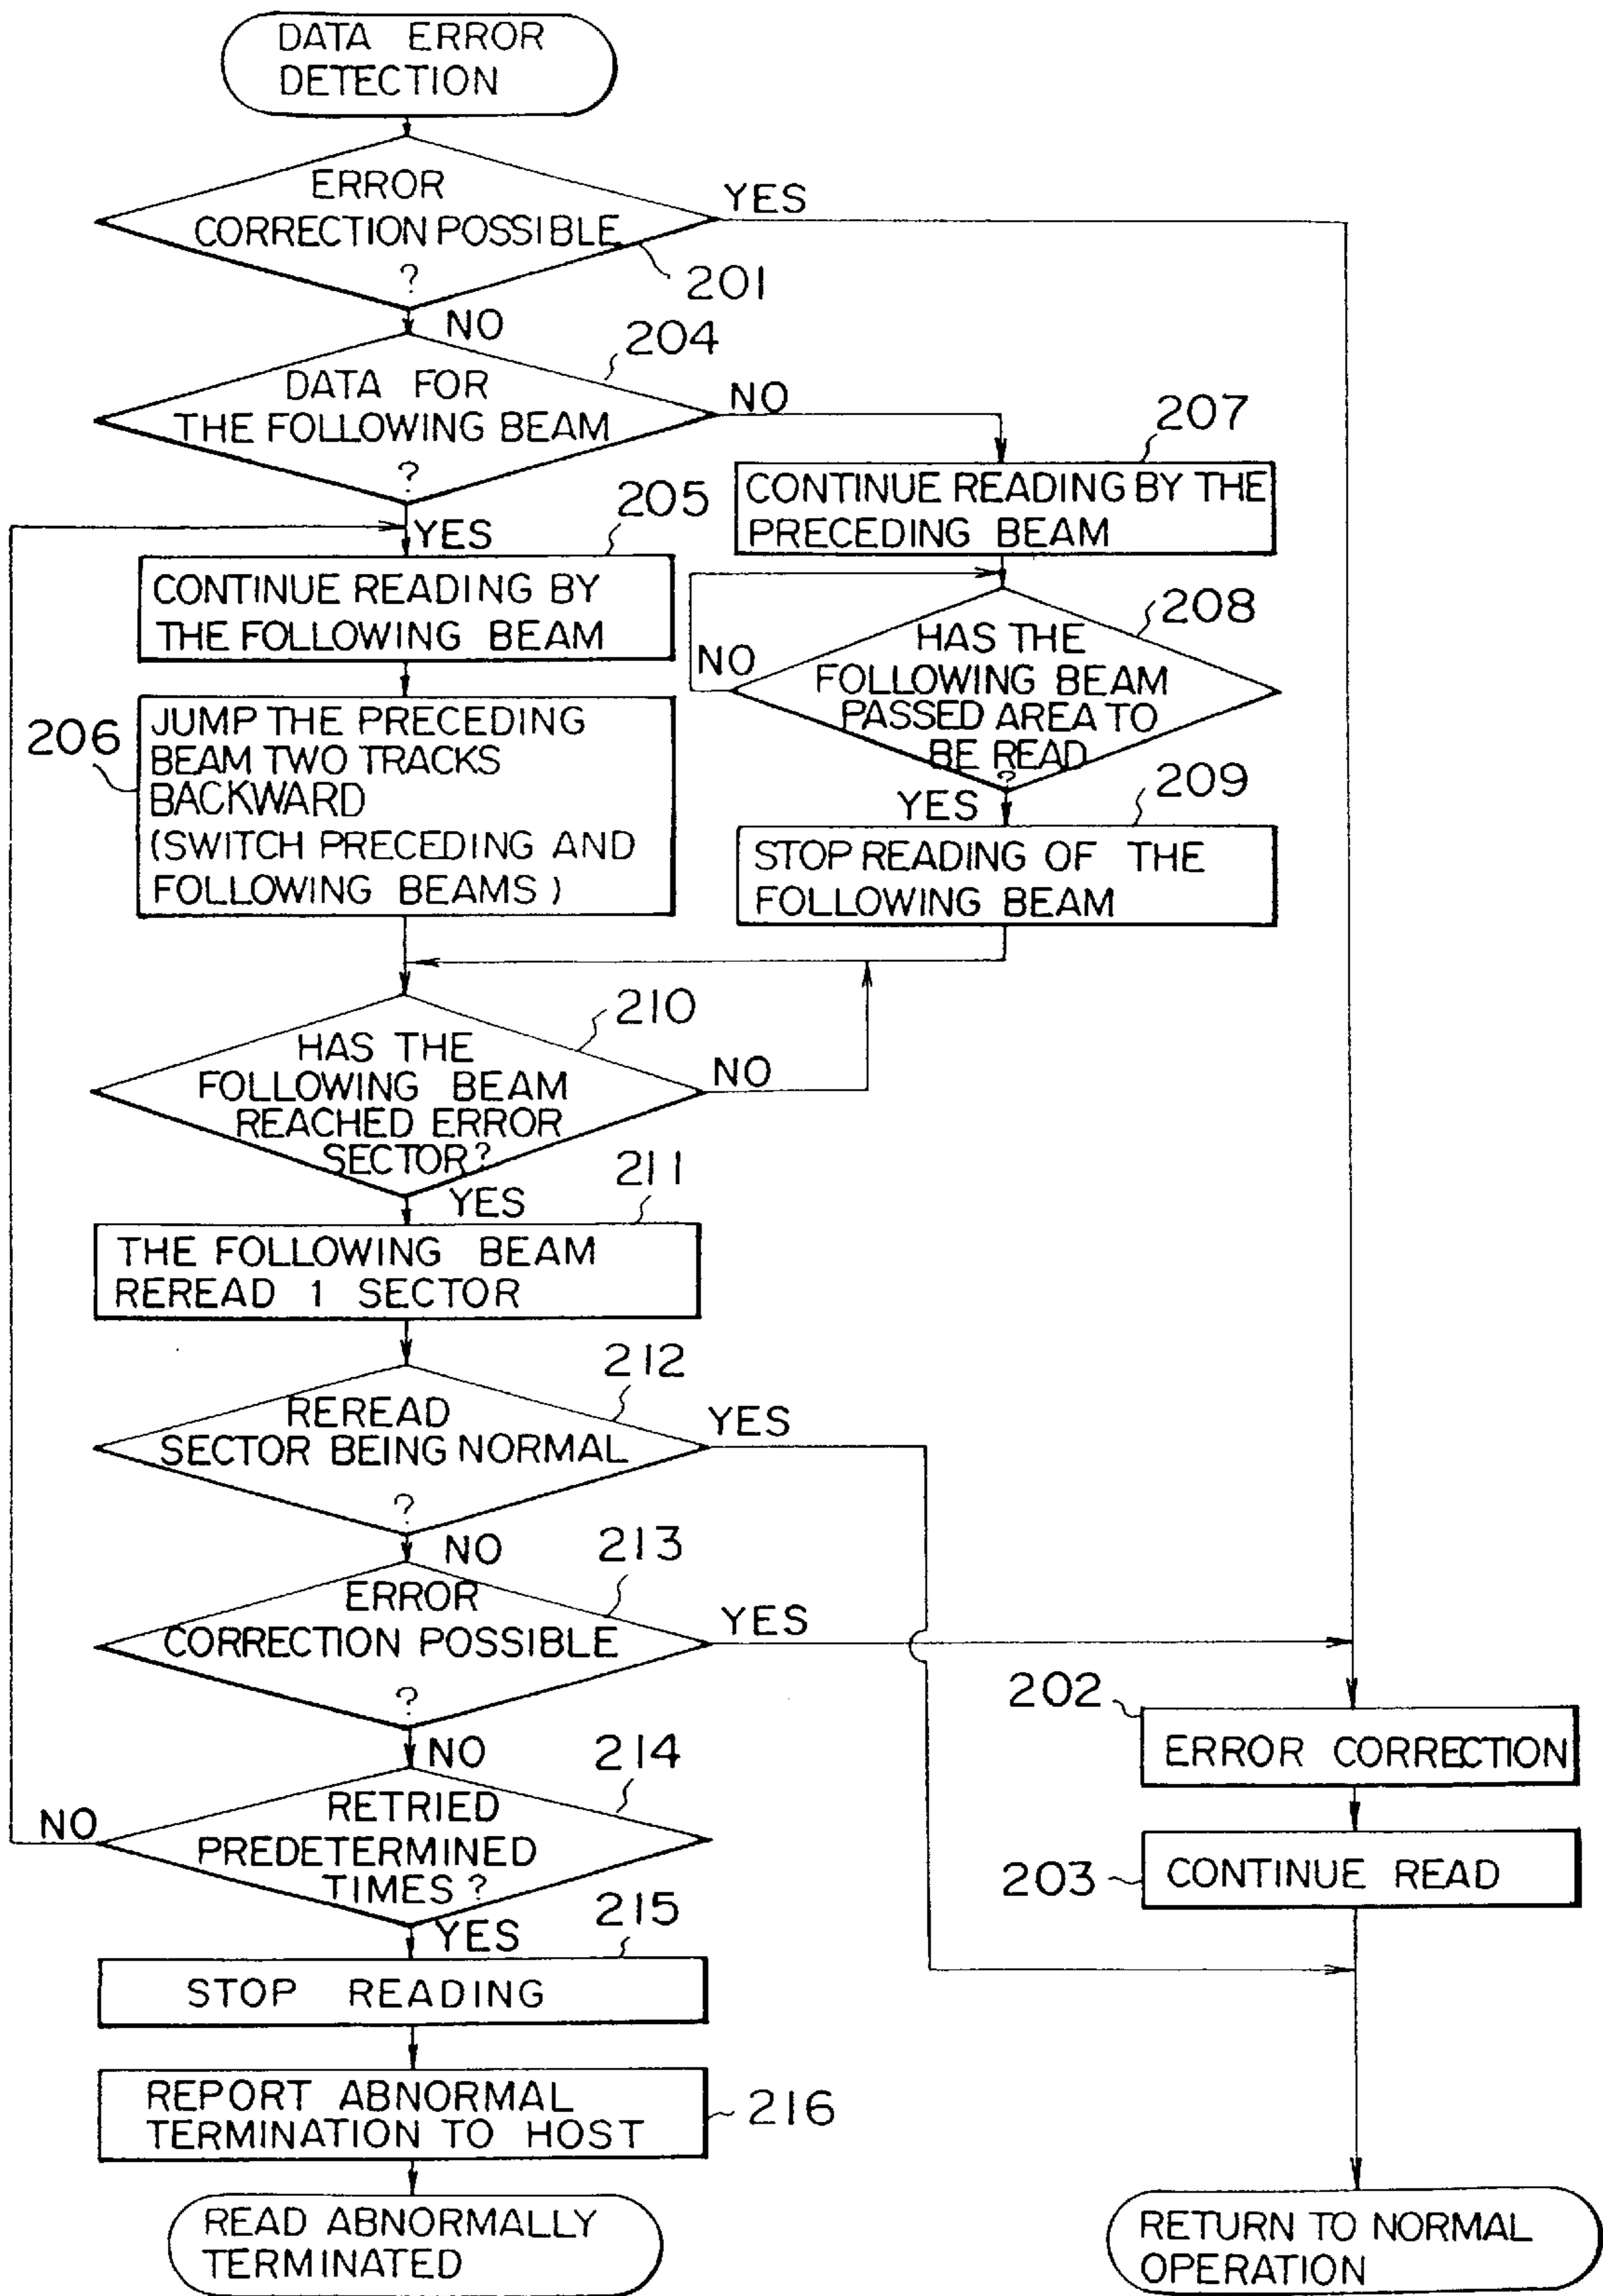 DATA ERROR
DETECTION
ERROR
CORRECTION POSSIBLE
?
YES
201
NO
204
DATA FOR
THE FOLLOWING BEAM
?
NO
207
CONTINUE READING BY THE
PRECEDING BEAM
YES
205
CONTINUE READING BY
THE FOLLOWING BEAM
208
HAS THE
FOLLOWING BEAM
PASSED AREA TO
BE READ
?
NO
206
JUMP THE PRECEDING
BEAM TWO TRACKS
BACKWARD
(SWITCH PRECEDING AND
FOLLOWING BEAMS)
YES
209
STOP READING OF THE
FOLLOWING BEAM
210
HAS THE
FOLLOWING BEAM
REACHED ERROR
SECTOR?
NO
YES
211
THE FOLLOWING BEAM
REREAD 1 SECTOR
212
REREAD
SECTOR BEING NORMAL
?
YES
NO
213
ERROR
CORRECTION POSSIBLE
?
YES
202
ERROR CORRECTION
NO
214
RETRIED
PREDETERMINED
TIMES?
NO
203
CONTINUE READ
YES
215
STOP READING
REPORT ABNORMAL
TERMINATION TO HOST
216
READ ABNORMALLY
TERMINATED
RETURN TO NORMAL
OPERATION